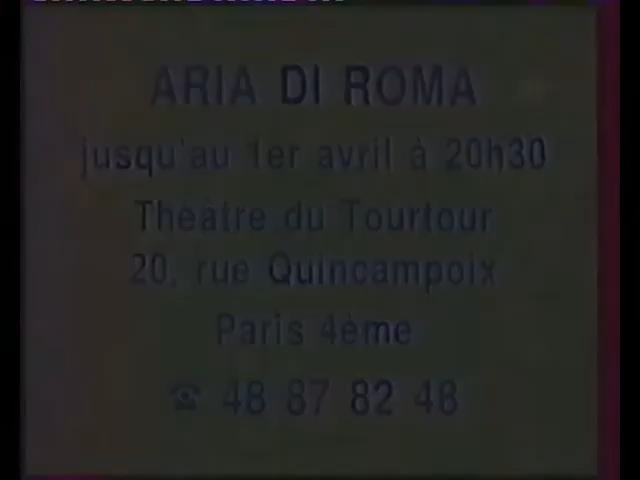 ARIA DI ROMA
jusqu'au 1er avril à 20h30
Théâtre du Tourtour
20, rue Quincampoix
Paris 4ème
☎ 48 87 82 48